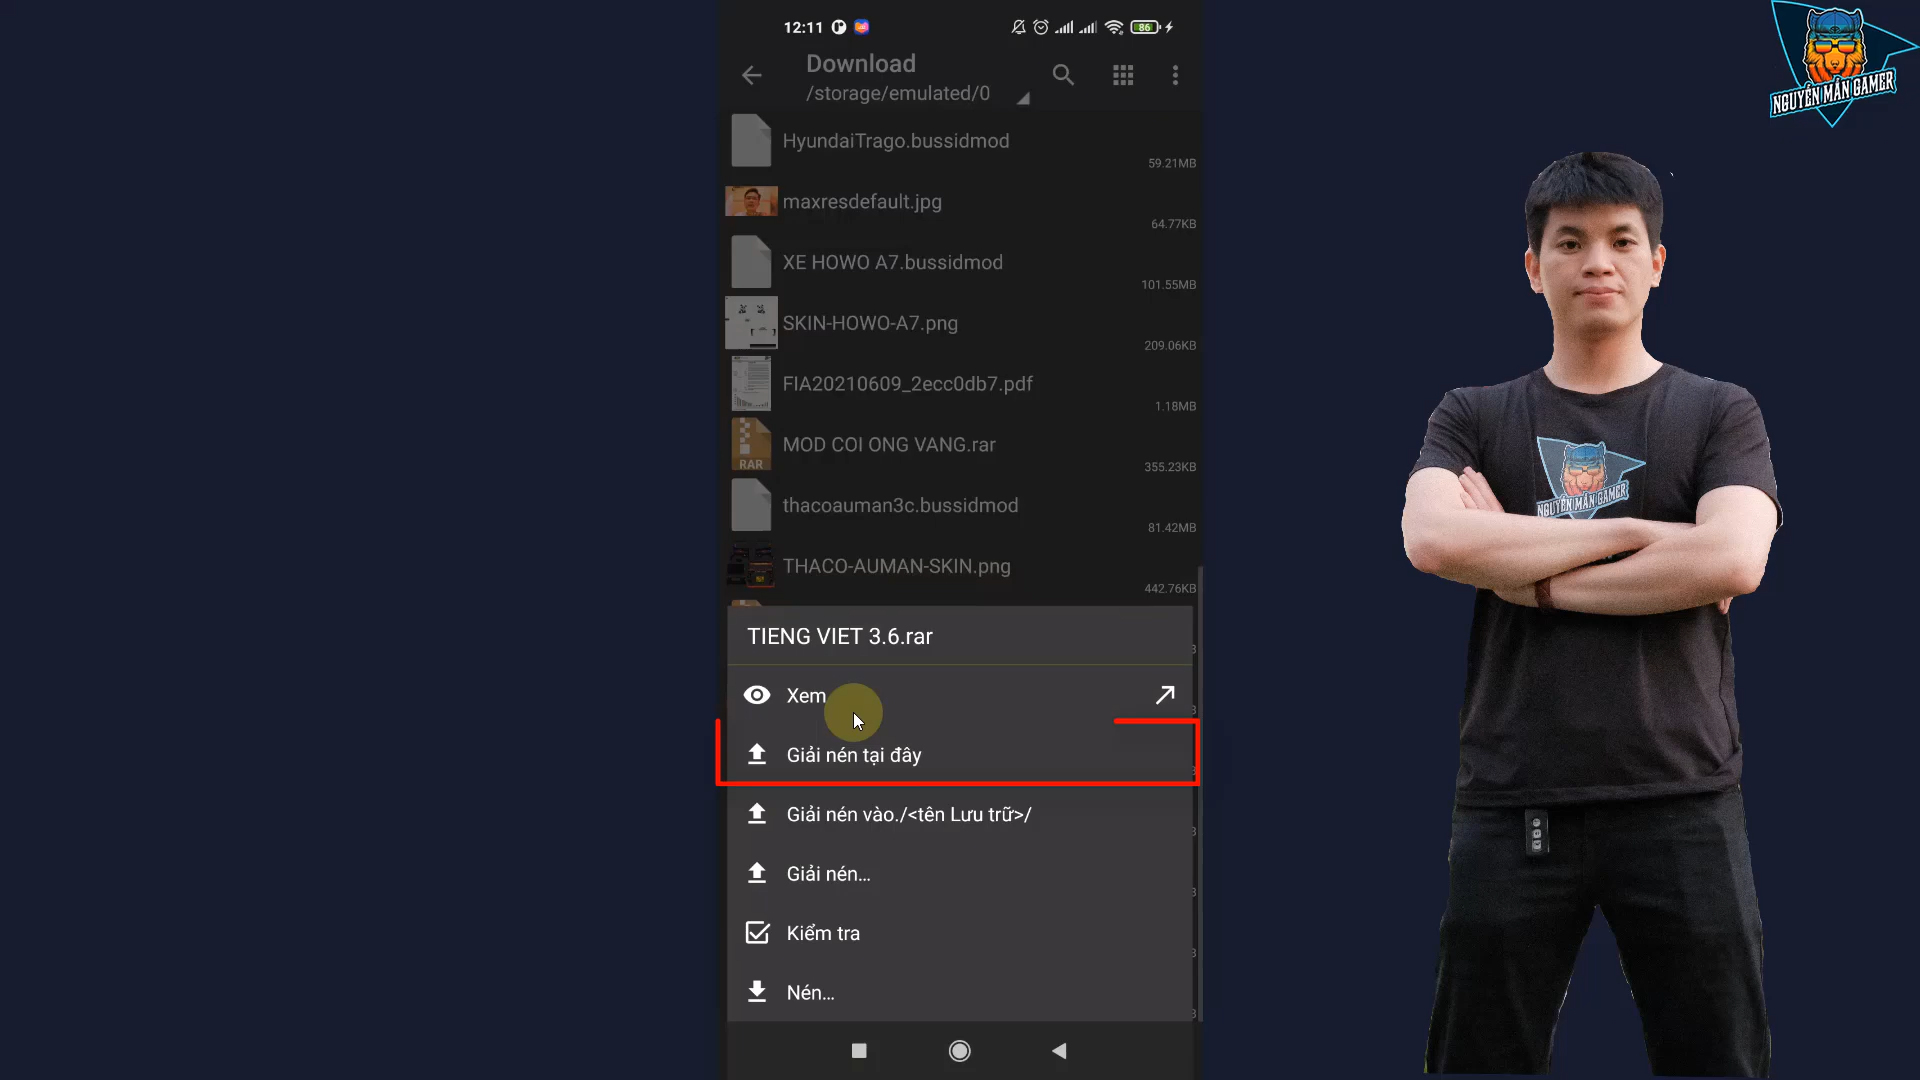 12:11
86
Download
/storage/emulated/0
HyundaiTrago.bussidmod
59.21MB
maxresdefault.jpg
64.77KB
XE HOWO A7.bussidmod
101.55MB
SKIN-HOWO-A7.png
209.06KB
FIA20210609_2ecc0db7.pdf
1.18MB
RAR
MOD COI ONG VANG.rar
355.23KB
thacoauman3c.bussidmod
81.42MB
THACO-AUMAN-SKIN.png
442.76KB
TIENG VIET 3.6.rar
Xem
Giải nén tại đây
Giải nén vào./<tên Lưu trữ>/
Giải nén...
Kiểm tra
Nén...
NGUYỄN MẪN GAMER
NGUYỄN MẪN GAMER